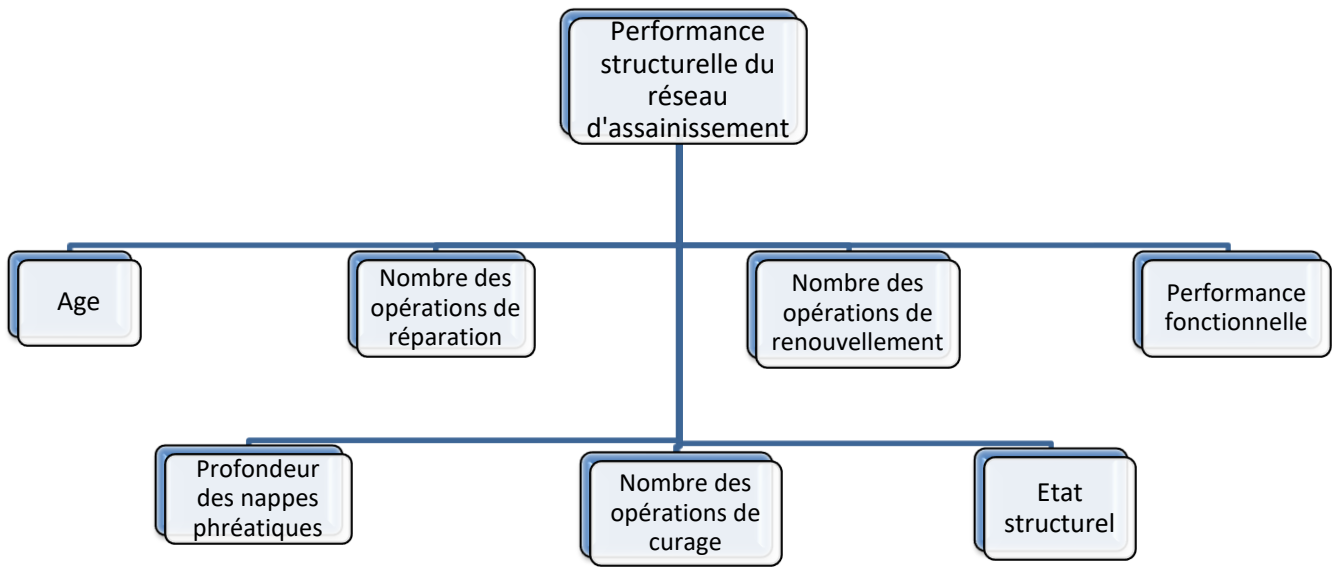 Performance
structurelle du
réseau
d'assainissement
Age
Nombre des
opérations de
réparation
Nombre des
opérations de
renouvellement
Performance
fonctionnelle
Profondeur
des nappes
phréatiques
Nombre des
opérations de
curage
Etat
structurel